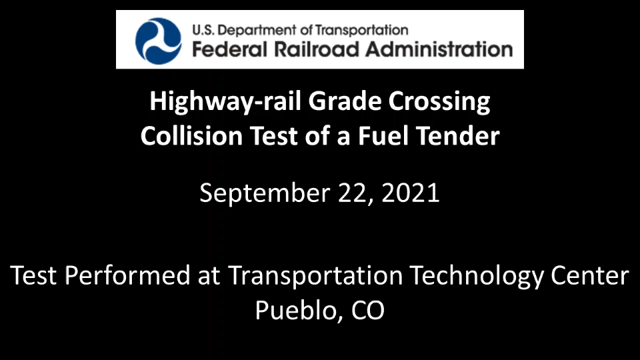 U.S. Department of Transportation
Federal Railroad Administration
Highway-rail Grade Crossing
Collision Test of a Fuel Tender
September 22, 2021
Test Performed at Transportation Technology Center
Pueblo, CO